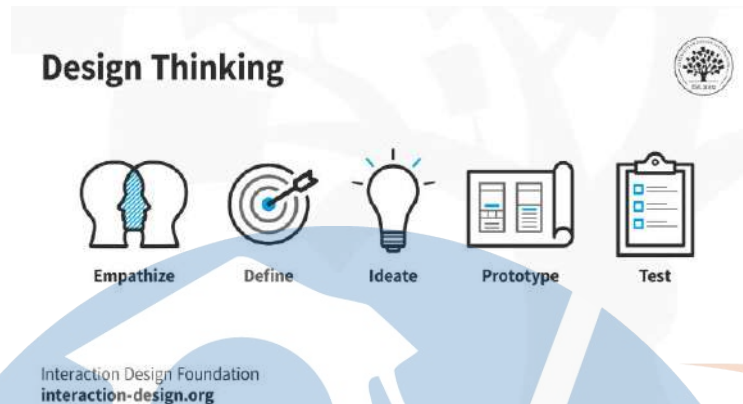 Design Thinking
Empathize
Define
Ideate
Prototype
Test
Interaction Design Foundation
interaction-design.org